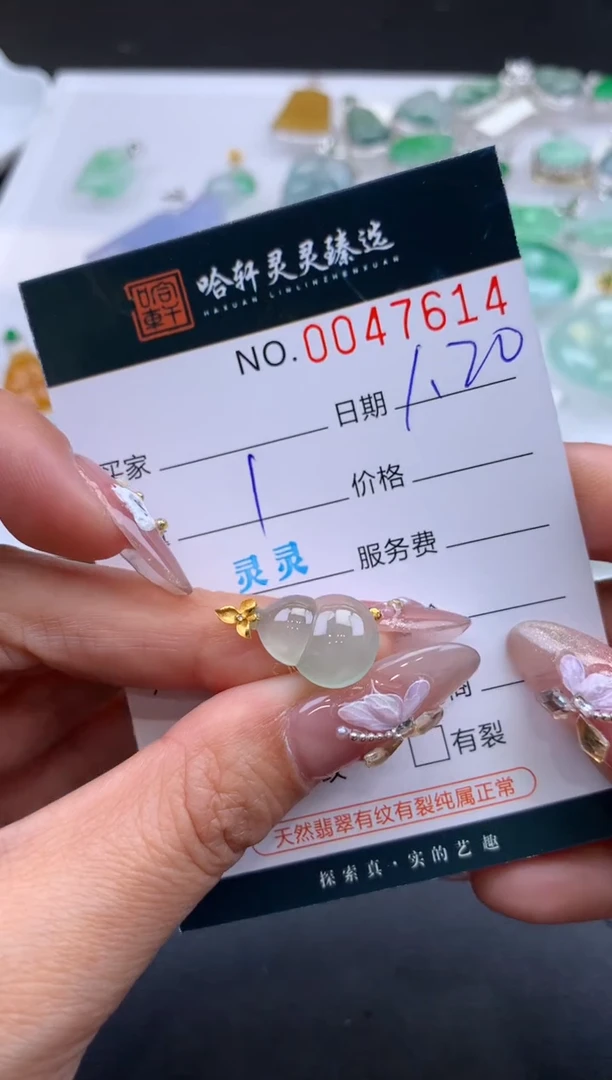 哈轩灵灵臻选
HAXUAN LINLINZHENXUAN
NO.0047614
日期 1.20
买家
1 价格
灵灵 服务费
有裂
天然翡翠有纹有裂纯属正常
探索真·实的艺趣